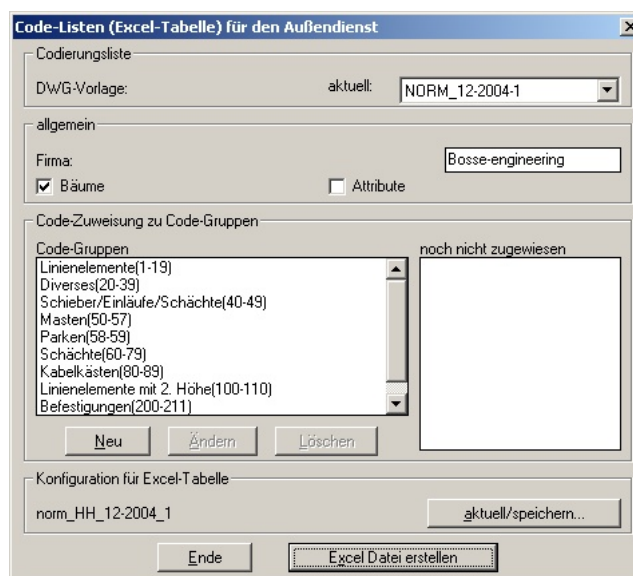 Code-Listen (Excel-Tabelle) für den Außendienst
Codierungsliste
DWG-Vorlage:
aktuell:
NORM_12-2004-1
allgemein
Firma:
Bosse-engineering
Bäume
Attribute
Code-Zuweisung zu Code-Gruppen
Code-Gruppen
Linienelemente(1-19)
Diverses(20-39)
Schieber/Einläufe/Schächte(40-49)
Masten(50-57)
Parken(58-59)
Schächte(60-79)
Kabelkästen(80-89)
Linienelemente mit 2. Höhe(100-110)
Befestigungen(200-211)
noch nicht zugewiesen
Neu
Ändern
Löschen
Konfiguration für Excel-Tabelle
norm_HH_12-2004_1
aktuell/speichern...
Ende
Excel Datei erstellen